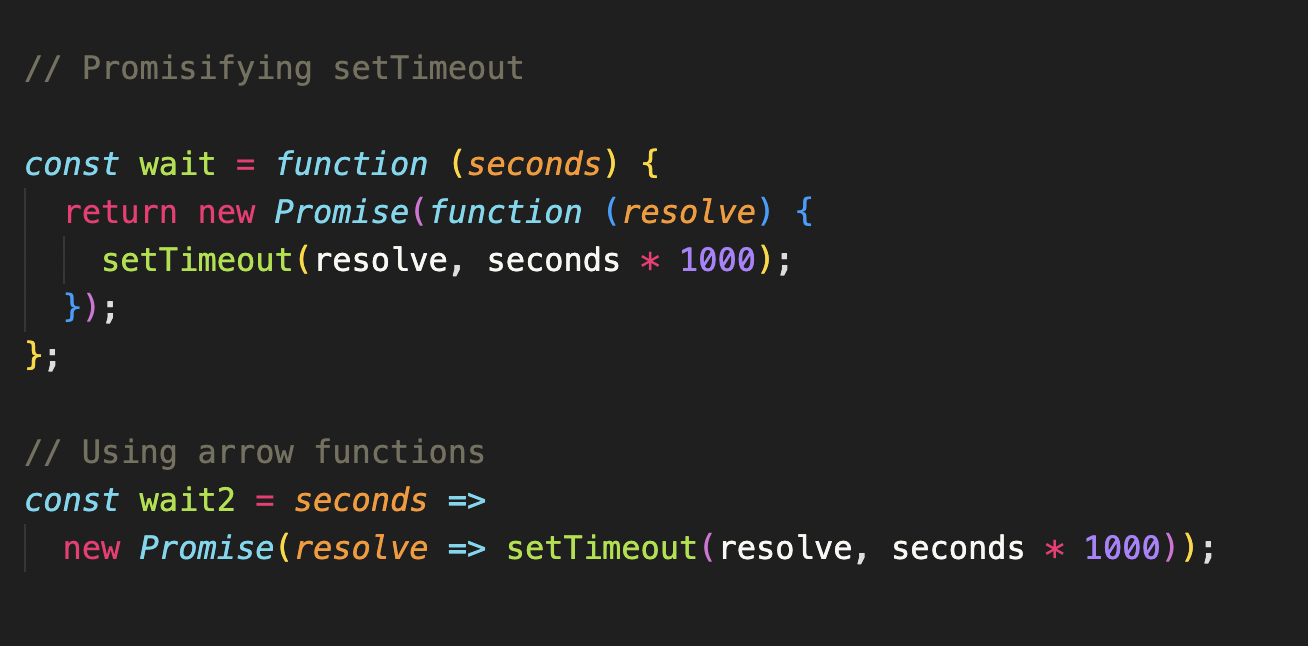 // Promisifying setTimeout
const wait = function (seconds) {
  return new Promise(function (resolve) {
    setTimeout(resolve, seconds * 1000);
  });
};
// Using arrow functions
const wait2 = seconds =>
  new Promise(resolve => setTimeout(resolve, seconds * 1000));